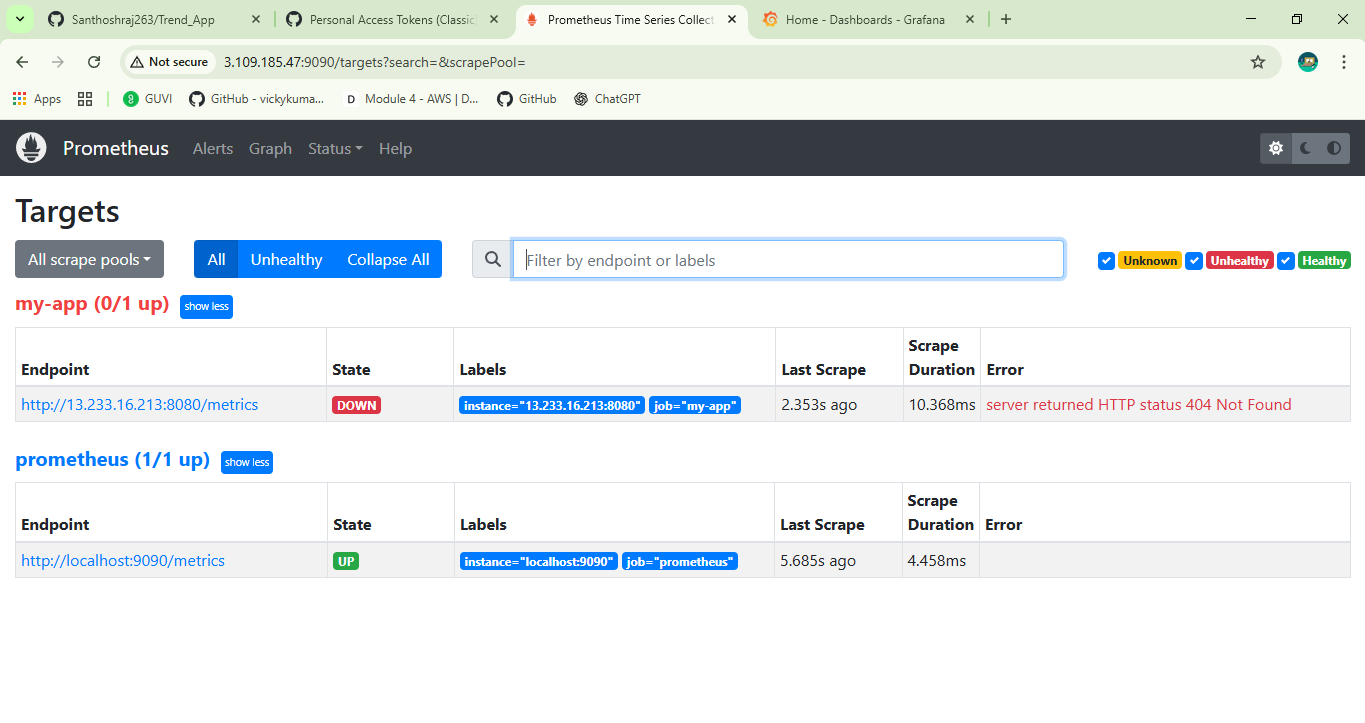 Santhoshraj263/Trend_App
Personal Access Tokens (Classic)
Prometheus Time Series Collect
Home - Dashboards - Grafana
Not secure
3.109.185.47:9090/targets?search=&scrapePool=
Apps
GUVI
GitHub - vickykuma...
D
Module 4 - AWS | D...
GitHub
ChatGPT
Prometheus
Alerts
Graph
Status
Help
Targets
All scrape pools
All
Unhealthy
Collapse All
Filter by endpoint or labels
Unknown
Unhealthy
Healthy
my-app (0/1 up)
show less
Endpoint
State
Labels
Last Scrape
Scrape
Duration
Error
http://13.233.16.213:8080/metrics
DOWN
instance="13.233.16.213:8080"
job="my-app"
2.353s ago
10.368ms
server returned HTTP status 404 Not Found
prometheus (1/1 up)
show less
Endpoint
State
Labels
Last Scrape
Scrape
Duration
Error
http://localhost:9090/metrics
UP
instance="localhost:9090"
job="prometheus"
5.685s ago
4.458ms